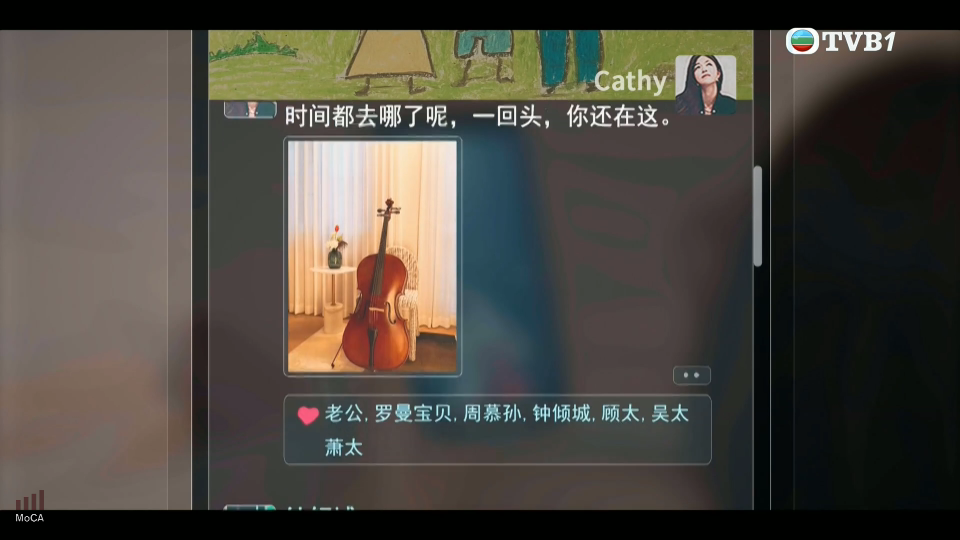 TVB1
Cathy
时间都去哪了呢，一回头，你还在这。
老公, 罗曼宝贝, 周慕孙, 钟倾城, 顾太, 吴太
萧太
MoCA